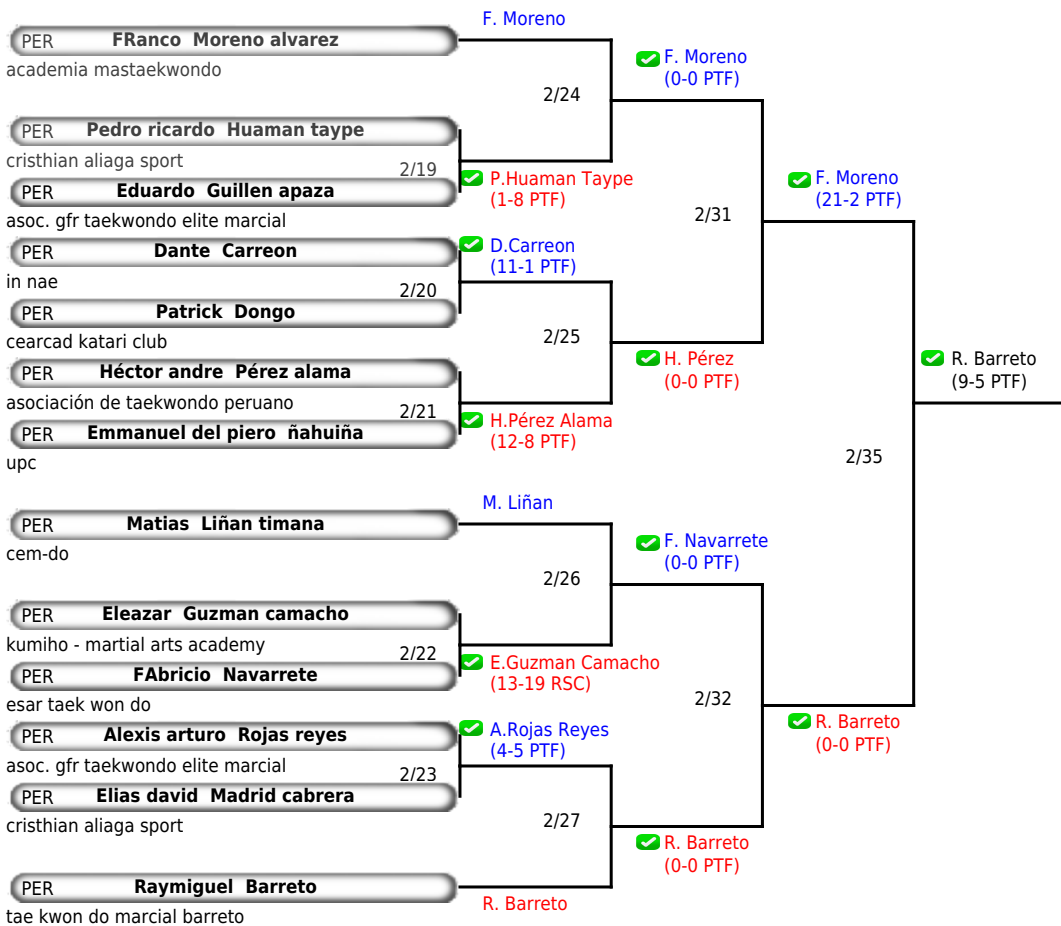 F. Moreno
PER FRanco Moreno alvarez
academia mastaekwondo
F. Moreno
(0-0 PTF)
2/24
PER Pedro ricardo Huaman taype
cristhian aliaga sport
2/19
PER Eduardo Guillen apaza
asoc. gfr taekwondo elite marcial
P.Huaman Taype
(1-8 PTF)
F. Moreno
(21-2 PTF)
2/31
PER Dante Carreon
in nae
D.Carreon
(11-1 PTF)
2/20
PER Patrick Dongo
cearcad katari club
2/25
H. Pérez
(0-0 PTF)
PER Héctor andre Pérez alama
asociación de taekwondo peruano
2/21
PER Emmanuel del piero ñahuiña
upc
H.Pérez Alama
(12-8 PTF)
R. Barreto
(9-5 PTF)
2/35
M. Liñan
PER Matias Liñan timana
cem-do
F. Navarrete
(0-0 PTF)
2/26
PER Eleazar Guzman camacho
kumiho - martial arts academy
2/22
PER FAbricio Navarrete
esar taek won do
E.Guzman Camacho
(13-19 RSC)
2/32
R. Barreto
(0-0 PTF)
PER Alexis arturo Rojas reyes
asoc. gfr taekwondo elite marcial
A.Rojas Reyes
(4-5 PTF)
2/23
PER Elias david Madrid cabrera
cristhian aliaga sport
2/27
R. Barreto
(0-0 PTF)
PER Raymiguel Barreto
tae kwon do marcial barreto
R. Barreto